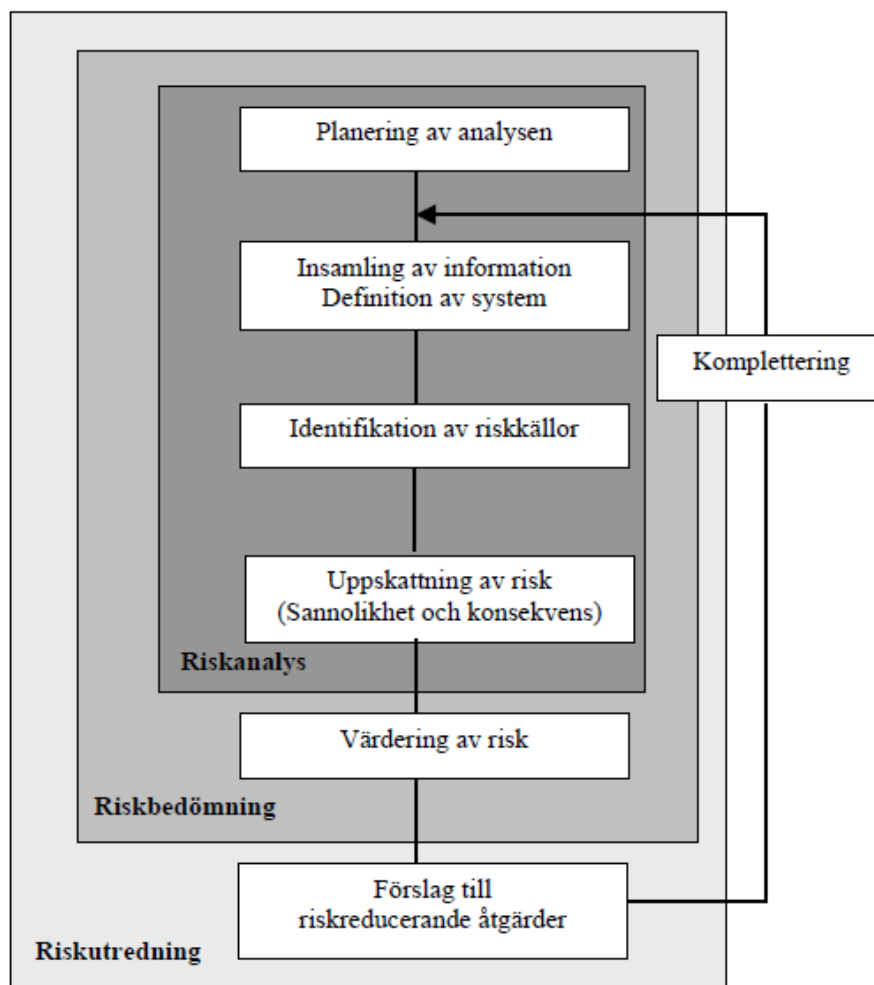 Planering av analysen
Insamling av information
Definition av system
Komplettering
Identifikation av riskkällor
Uppskattning av risk
(Sannolikhet och konsekvens)
Riskanalys
Värdering av risk
Riskbedömning
Förslag till
riskreducerande åtgärder
Riskutredning